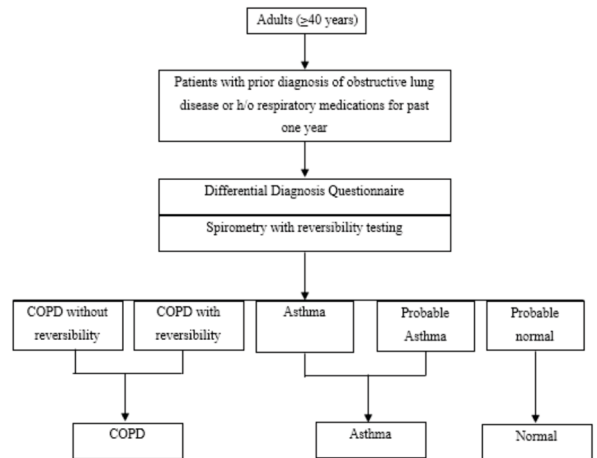 Adults (≥40 years)
Patients with prior diagnosis of obstructive lung
disease or h/o respiratory medications for past
one year
Differential Diagnosis Questionnaire
Spirometry with reversibility testing
COPD without
reversibility
COPD with
reversibility
Asthma
Probable
Asthma
Probable
normal
COPD
Asthma
Normal